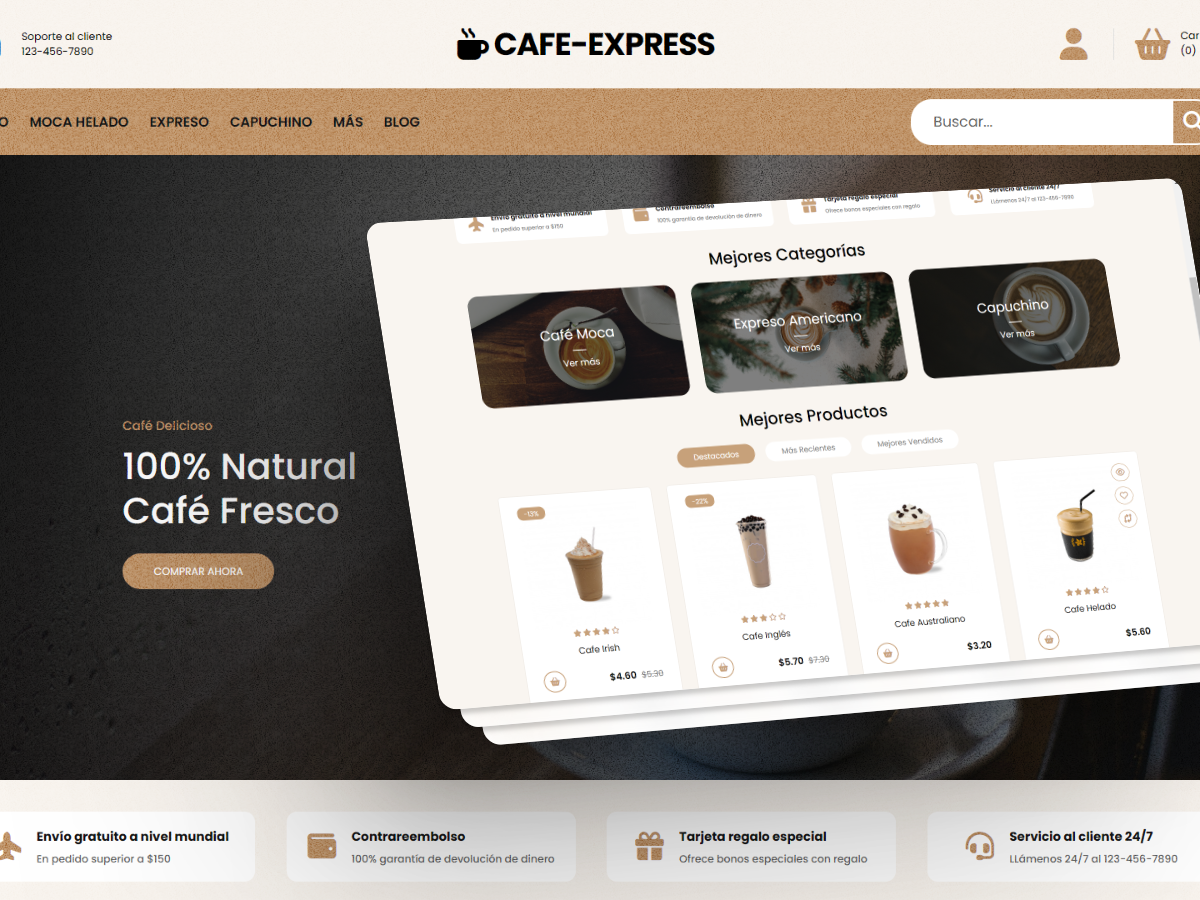 Soporte al cliente
123-456-7890
CAFE-EXPRESS
Car
(0)
O MOCA HELADO EXPRESO CAPUCHINO MÁS BLOG
Buscar...
Envío gratuito a nivel mundial
En pedido superior a $150
Contrareembolso
100% garantía de devolución de dinero
Tarjeta regalo especial
Ofrece bonos especiales con regalo
Servicio al cliente 24/7
LLámenos 24/7 al 123-456-7890
Mejores Categorías
Café Moca
Ver más
Expreso Americano
Ver más
Capuchino
Ver más
Mejores Productos
Destacados
Más Recientes
Mejores Vendidos
-13%
Cafe Irish
$4.60 $5.30
-22%
Cafe Inglés
$5.70 $7.30
Cafe Australiano
$3.20
Cafe Helado
$5.60
Café Delicioso
100% Natural
Café Fresco
COMPRAR AHORA
Envío gratuito a nivel mundial
En pedido superior a $150
Contrareembolso
100% garantía de devolución de dinero
Tarjeta regalo especial
Ofrece bonos especiales con regalo
Servicio al cliente 24/7
LLámenos 24/7 al 123-456-7890